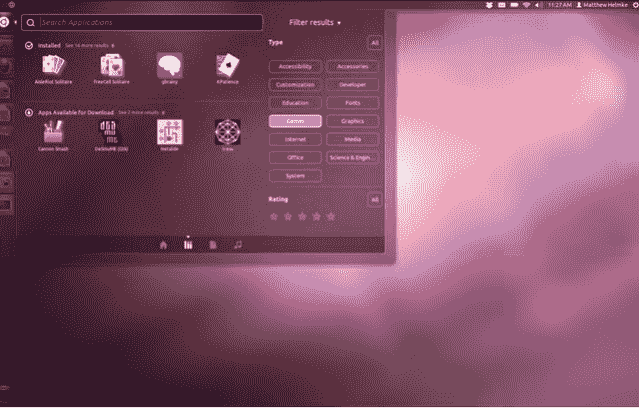 11:27 AM Matthew Helmke
Search Applications
Filter results
Installed See 14 more results
Type All
AisleRiot Solitaire FreeCell Solitaire gbrainy
Accessibility Accessories
Customization Developer
Education Fonts
Apps Available for Download See 2 more results
Graphics
Internet Media
Office Science & Engin...
System
Rating All